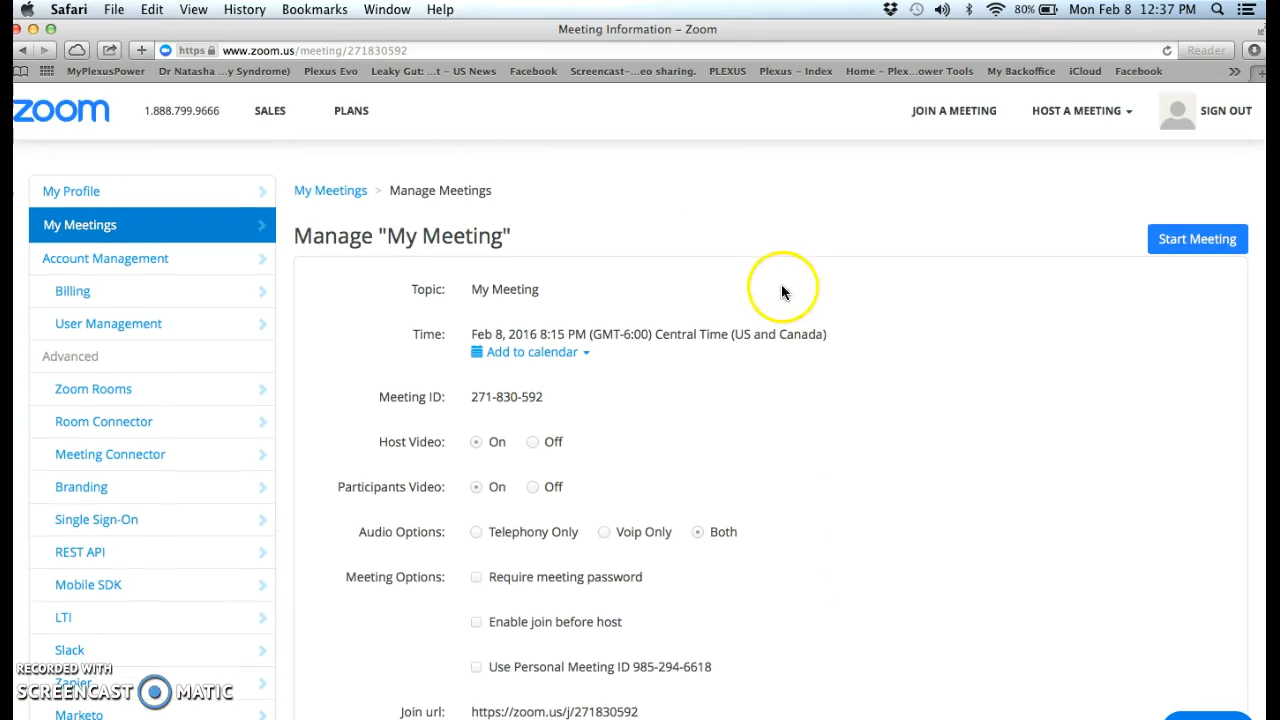 Safari File Edit View History Bookmarks Window Help 80% Mon Feb 8 12:37 PM
Meeting Information – Zoom
https www.zoom.us/meeting/271830592 Reader
MyPlexusPower Dr Natasha ...y Syndrome) Plexus Evo Leaky Gut: ...t - US News Facebook Screencast-...eo sharing. PLEXUS Plexus - Index Home - Plex...ower Tools My Backoffice iCloud Facebook
zoom 1.888.799.9666 SALES PLANS JOIN A MEETING HOST A MEETING SIGN OUT
My Profile
My Meetings
Account Management
Billing
User Management
Advanced
Zoom Rooms
Room Connector
Meeting Connector
Branding
Single Sign-On
REST API
Mobile SDK
LTI
Slack
Zapier
Marketo
My Meetings > Manage Meetings
Manage "My Meeting"
Start Meeting
Topic: My Meeting
Time: Feb 8, 2016 8:15 PM (GMT-6:00) Central Time (US and Canada)
Add to calendar
Meeting ID: 271-830-592
Host Video: On Off
Participants Video: On Off
Audio Options: Telephony Only Voip Only Both
Meeting Options: Require meeting password
Enable join before host
Use Personal Meeting ID 985-294-6618
Join url: https://zoom.us/j/271830592
RECORDED WITH
SCREENCAST MATIC